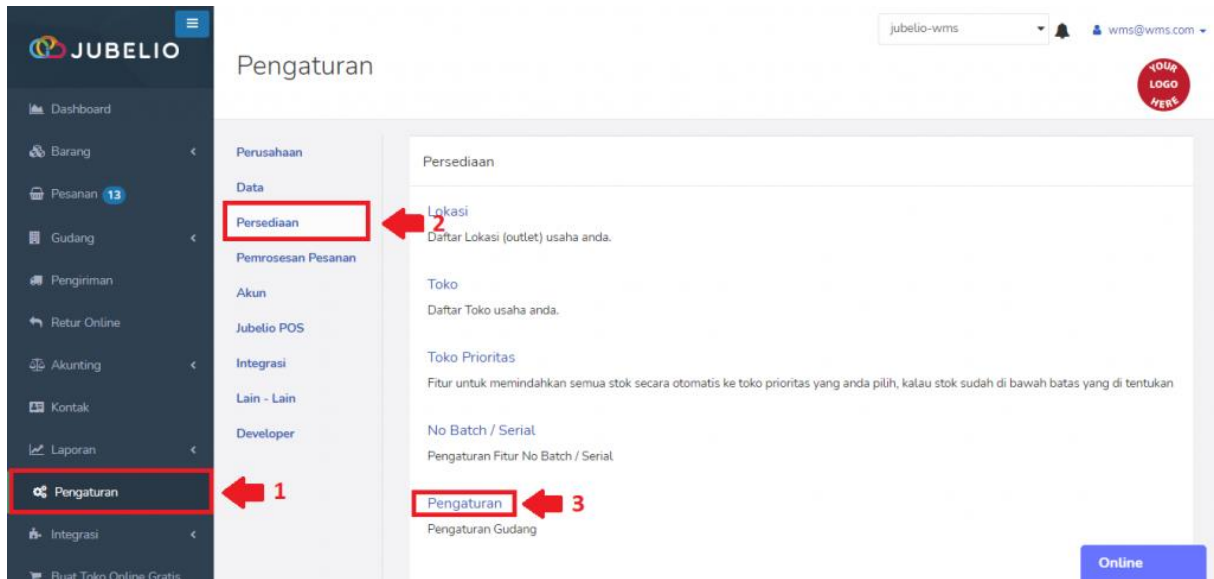 JUBELIO
Dashboard
Barang
Pesanan 13
Gudang
Pengiriman
Retur Online
Akunting
Kontak
Laporan
Pengaturan
1
Integrasi
Buat Toko Online Gratis
jubelio-wms
wms@wms.com
Pengaturan
YOUR
LOGO
HERE
Perusahaan
Data
Persediaan
2
Pemrosesan Pesanan
Akun
Jubelio POS
Integrasi
Lain - Lain
Developer
Persediaan
Lokasi
Daftar Lokasi (outlet) usaha anda.
Toko
Daftar Toko usaha anda.
Toko Prioritas
Fitur untuk memindahkan semua stok secara otomatis ke toko prioritas yang anda pilih, kalau stok sudah di bawah batas yang di tentukan
No Batch / Serial
Pengaturan Fitur No Batch / Serial
Pengaturan
3
Pengaturan Gudang
Online